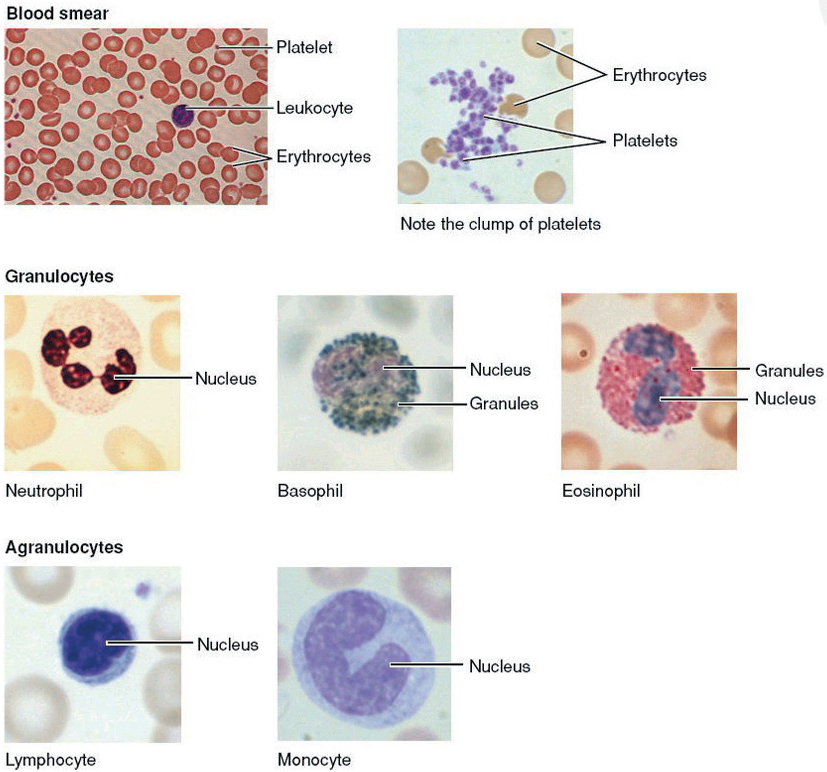 Blood smear
Platelet
Leukocyte
Erythrocytes
Erythrocytes
Platelets
Note the clump of platelets
Granulocytes
Nucleus
Nucleus
Granules
Granules
Nucleus
Neutrophil
Basophil
Eosinophil
Agranulocytes
Nucleus
Nucleus
Lymphocyte
Monocyte